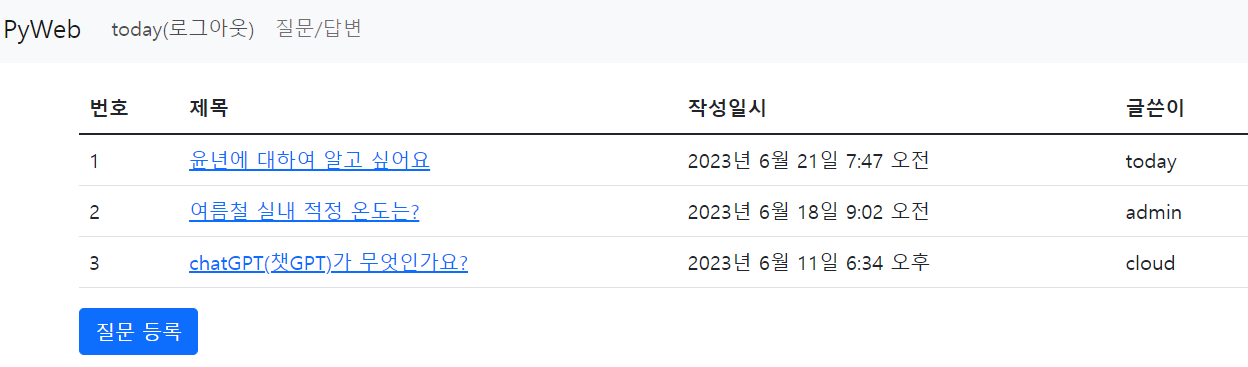 PyWeb today(로그아웃) 질문/답변
번호 제목 작성일시 글쓴이
1 윤년에 대하여 알고 싶어요 2023년 6월 21일 7:47 오전 today
2 여름철 실내 적정 온도는? 2023년 6월 18일 9:02 오전 admin
3 chatGPT(챗GPT)가 무엇인가요? 2023년 6월 11일 6:34 오후 cloud
질문 등록